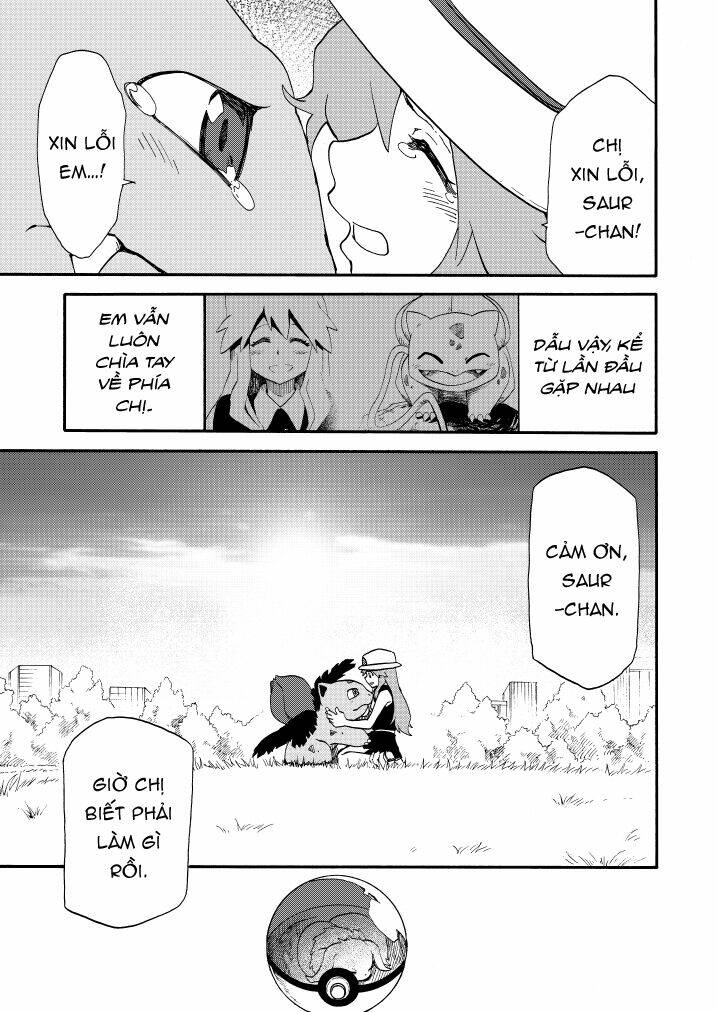 CHỊ
XIN LỖI,
SAUR
-CHAN!
XIN LỖI
EM...!
DẪU VẬY, KỂ
TỪ LẦN ĐẦU
GẶP NHAU
EM VẪN
LUÔN
CHÌA TAY
VỀ PHÍA
CHỊ..
CẢM ƠN,
SAUR
-CHAN.
GIỜ CHỊ
BIẾT PHẢI
LÀM GÌ
RỒI.